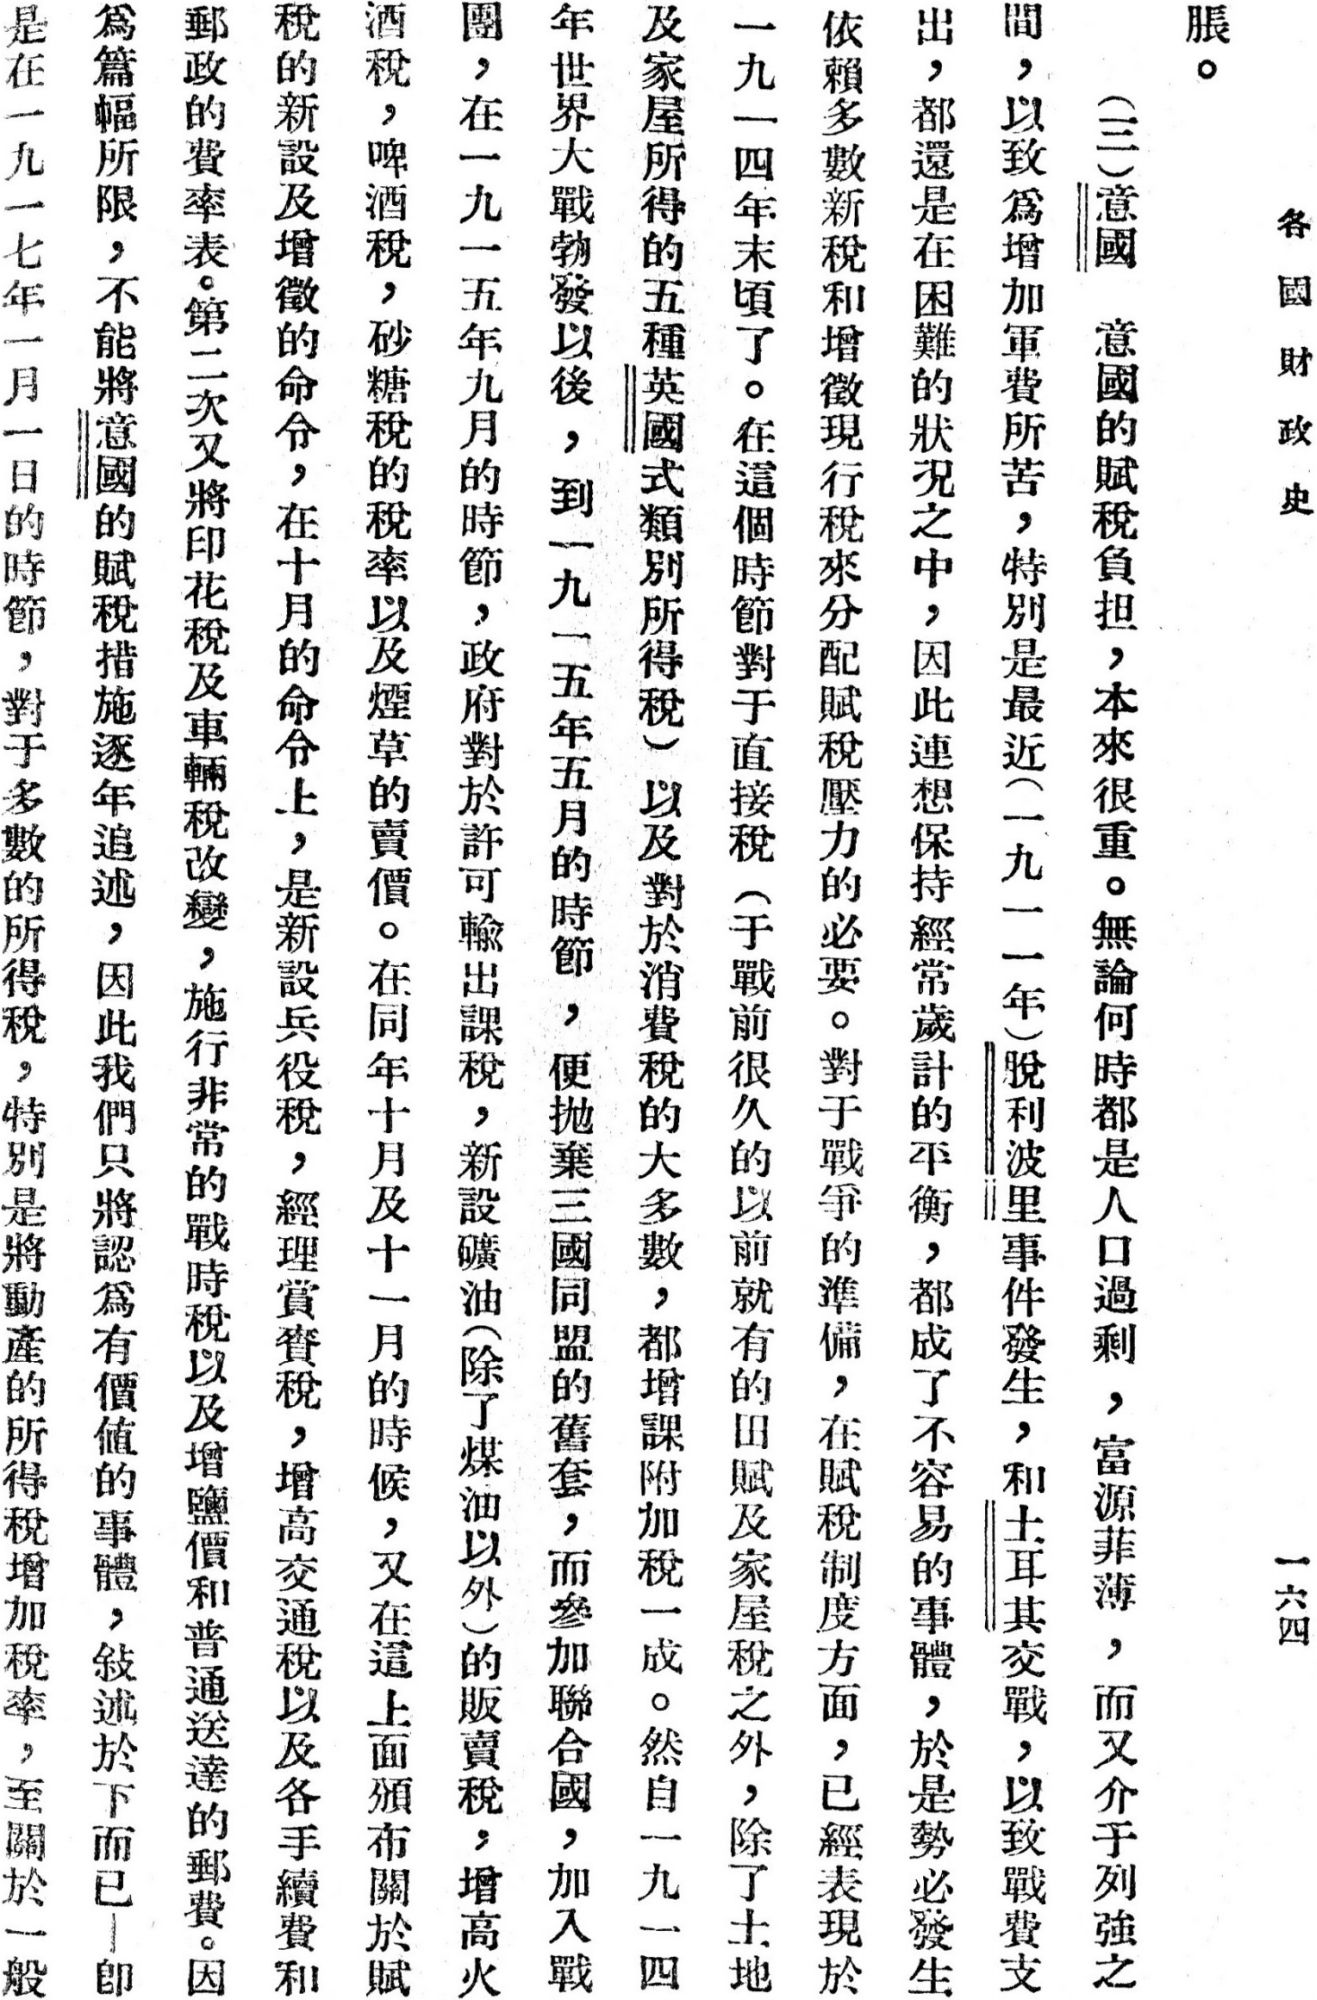 各國財政史
一六四
脹。
(三)意國　意國的賦稅負担，本來很重。無論何時都是人口過剩，富源菲薄，而又介于列強之
間，以致爲增加軍費所苦，特別是最近(一九一一年)脫利波里事件發生，和土耳其交戰，以致戰費支
出，都還是在困難的狀況之中，因此連想保持經常歲計的平衡，都成了不容易的事體，於是勢必發生
依賴多數新稅和增徵現行稅來分配賦稅壓力的必要。對于戰爭的準備，在賦稅制度方面，已經表現於
一九一四年末頃了。在這個時節對于直接稅(于戰前很久的以前就有的田賦及家屋稅之外，除了土地
及家屋所得的五種英國式類別所得稅)以及對於消費稅的大多數，都增課附加稅一成。然自一九一四
年世界大戰勃發以後，到一九一五年五月的時節，便拋棄三國同盟的舊套，而參加聯合國，加入戰
團，在一九一五年九月的時節，政府對於許可輸出課稅，新設礦油(除了煤油以外)的販賣稅，增高火
酒稅，啤酒稅，砂糖稅的稅率以及煙草的賣價。在同年十月及十一月的時候，又在這上面頒布關於賦
稅的新設及增徵的命令，在十月的命令上，是新設兵役稅，經理賞賚稅，增高交通稅以及各手續費和
郵政的費率表。第二次又將印花稅及車輛稅改變，施行非常的戰時稅以及增鹽價和普通送達的郵費。因
爲篇幅所限，不能將意國的賦稅措施逐年追述，因此我們只將認爲有價値的事體，敍述於下而已—卽
是在一九一七年一月一日的時節，對于多數的所得稅，特別是將動產的所得稅增加稅率，至關於一般